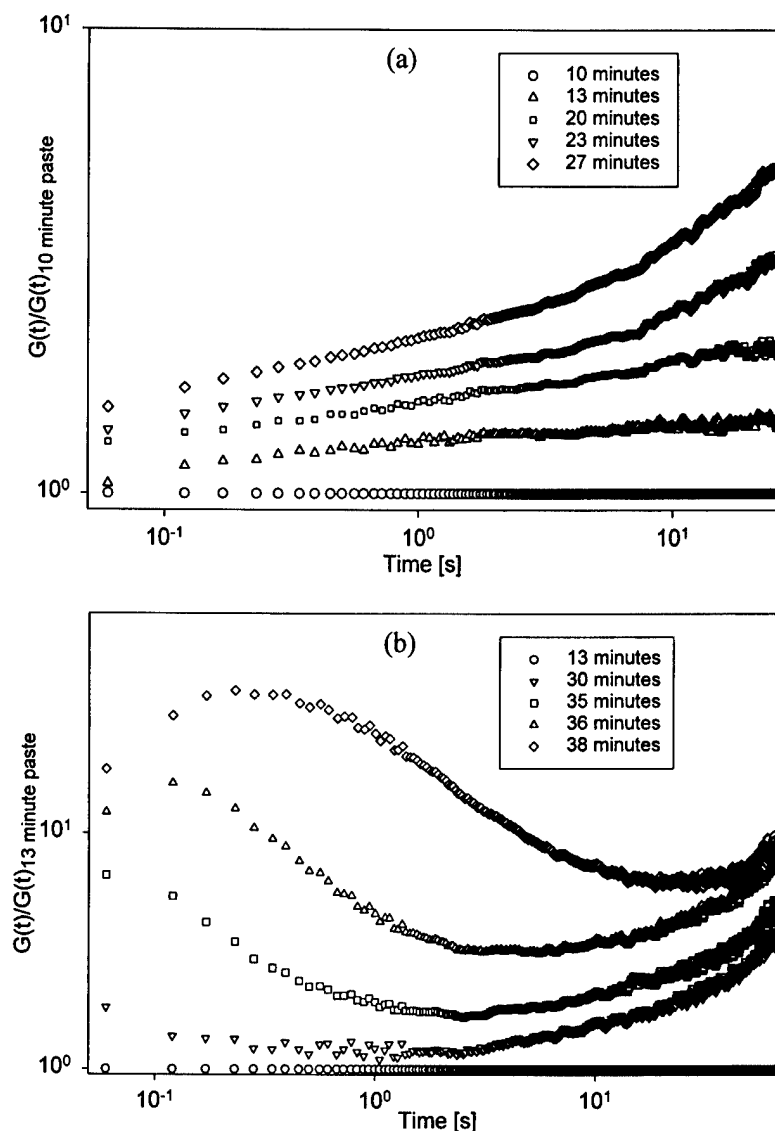 (a)
10¹
10⁰
G(t)/G(t)10 minute paste
10 minutes
13 minutes
20 minutes
23 minutes
27 minutes
10⁻¹
10⁰
10¹
Time [s]
(b)
10¹
10⁰
G(t)/G(t)13 minute paste
13 minutes
30 minutes
35 minutes
36 minutes
38 minutes
10⁻¹
10⁰
10¹
Time [s]